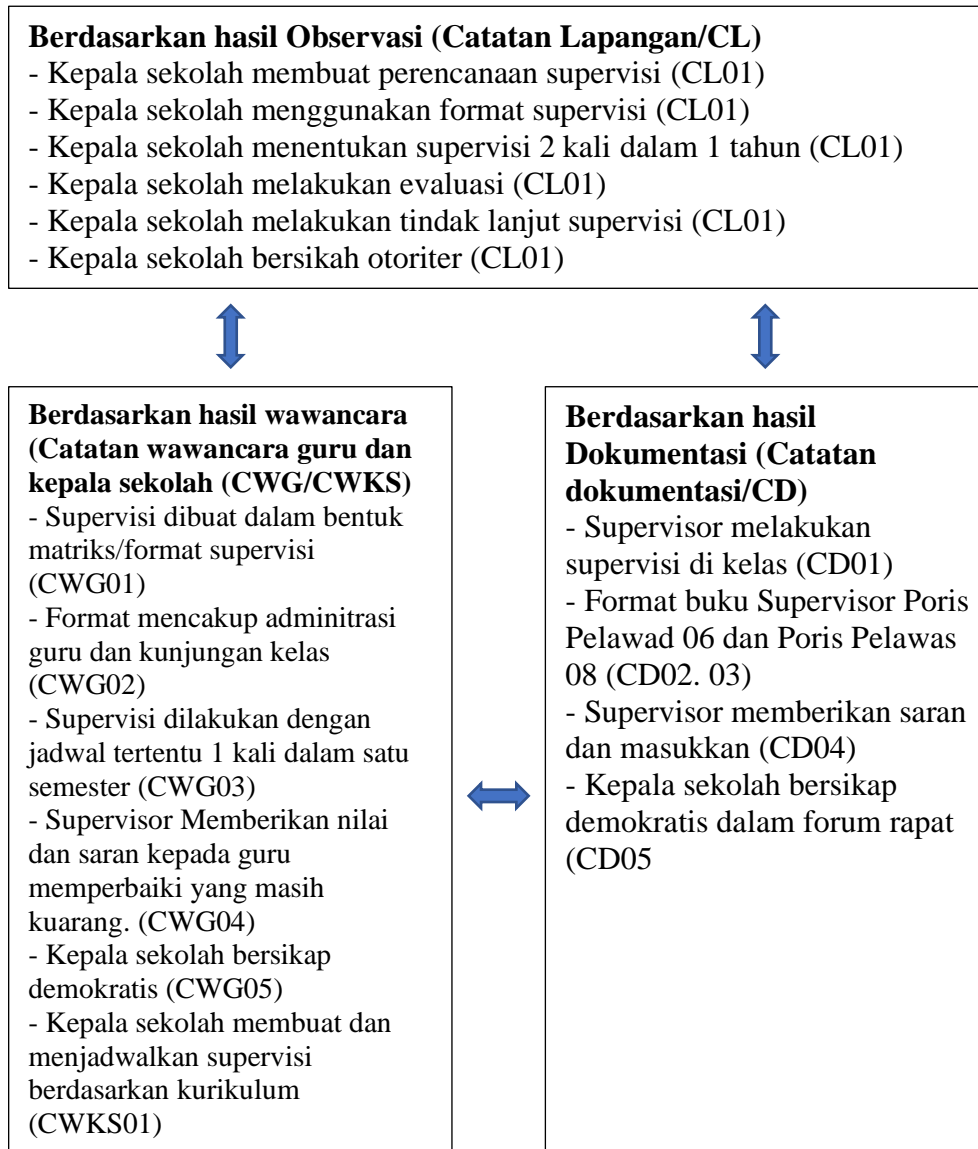 Berdasarkan hasil Observasi (Catatan Lapangan/CL)
- Kepala sekolah membuat perencanaan supervisi (CL01)
- Kepala sekolah menggunakan format supervisi (CL01)
- Kepala sekolah menentukan supervisi 2 kali dalam 1 tahun (CL01)
- Kepala sekolah melakukan evaluasi (CL01)
- Kepala sekolah melakukan tindak lanjut supervisi (CL01)
- Kepala sekolah bersikah otoriter (CL01)
Berdasarkan hasil wawancara
(Catatan wawancara guru dan
kepala sekolah (CWG/CWKS)
- Supervisi dibuat dalam bentuk
matriks/format supervisi
(CWG01)
- Format mencakup adminitrasi
guru dan kunjungan kelas
(CWG02)
- Supervisi dilakukan dengan
jadwal tertentu 1 kali dalam satu
semester (CWG03)
- Supervisor Memberikan nilai
dan saran kepada guru
memperbaiki yang masih
kuarang. (CWG04)
- Kepala sekolah bersikap
demokratis (CWG05)
- Kepala sekolah membuat dan
menjadwalkan supervisi
berdasarkan kurikulum
(CWKS01)
Berdasarkan hasil
Dokumentasi (Catatan
dokumentasi/CD)
- Supervisor melakukan
supervisi di kelas (CD01)
- Format buku Supervisor Poris
Pelawad 06 dan Poris Pelawas
08 (CD02. 03)
- Supervisor memberikan saran
dan masukkan (CD04)
- Kepala sekolah bersikap
demokratis dalam forum rapat
(CD05